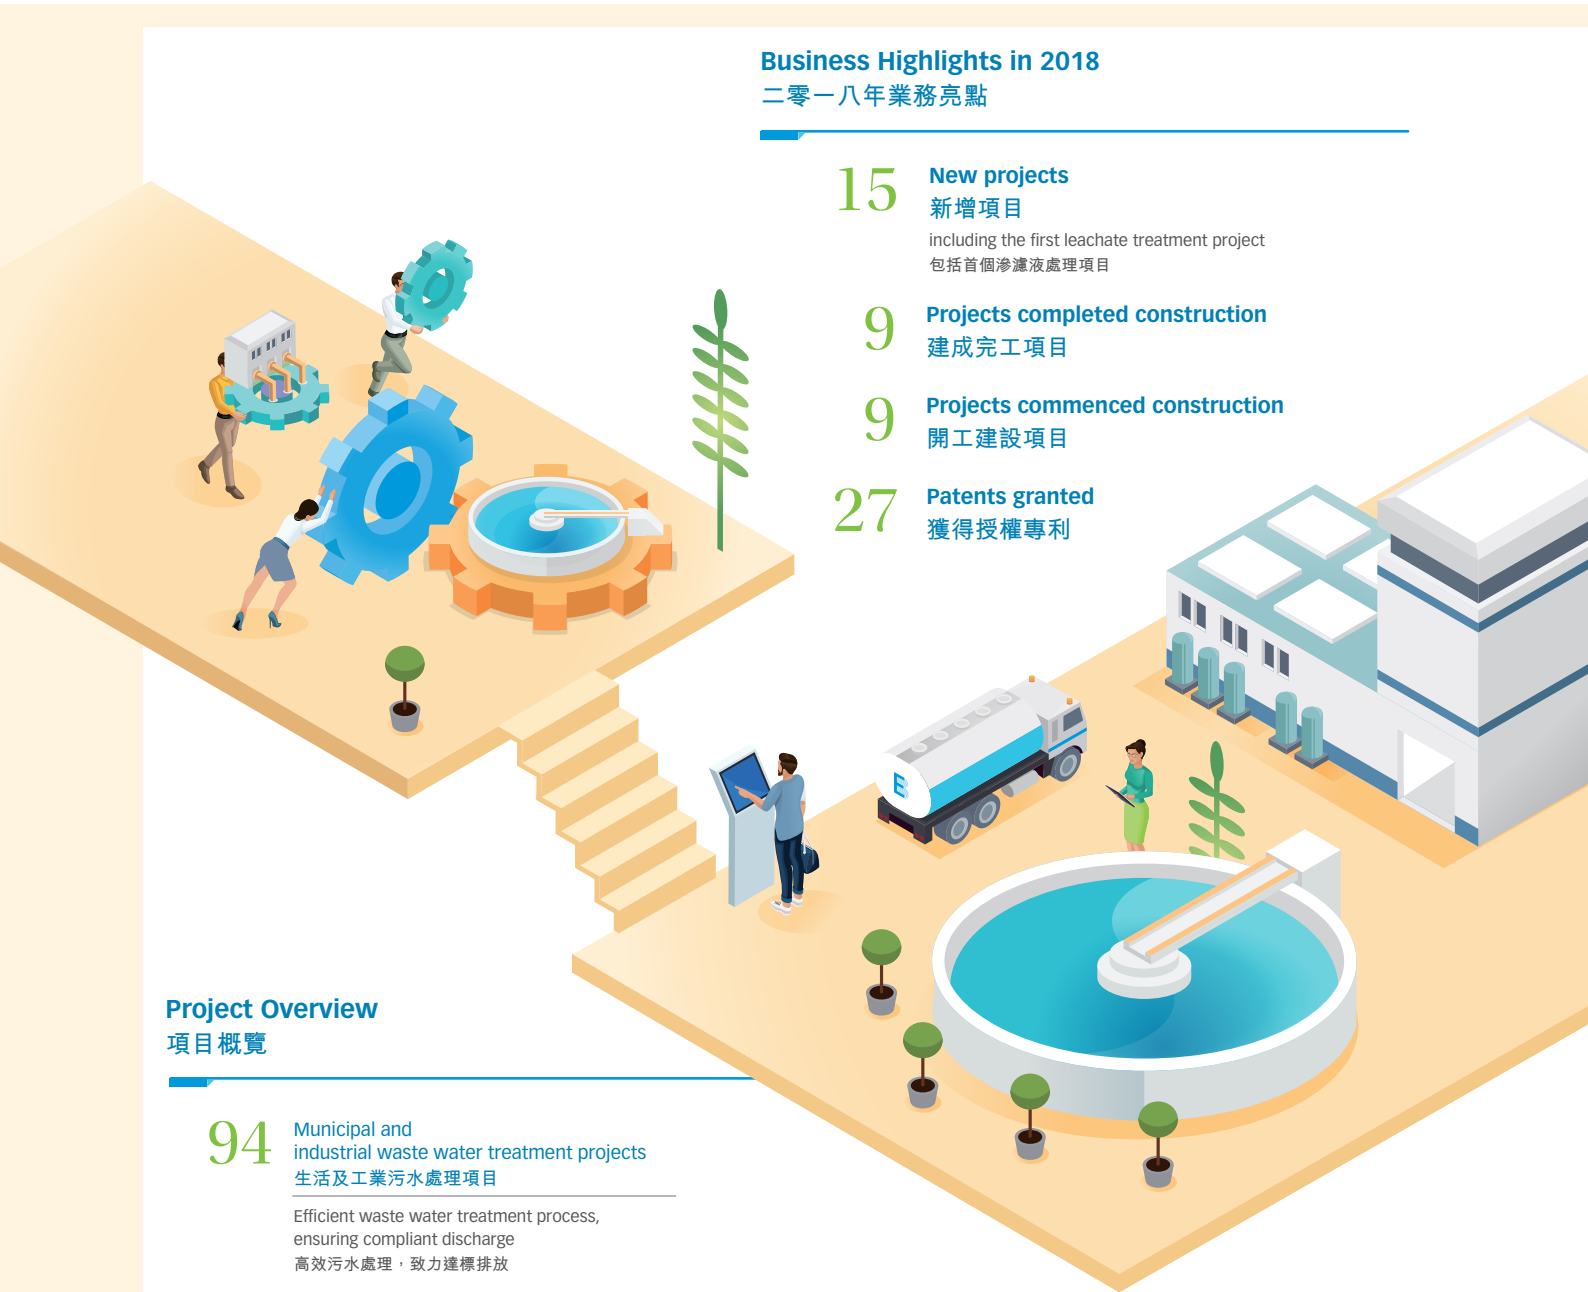 Business Highlights in 2018
二零一八年業務亮點
15
New projects
新增項目
including the first leachate treatment project
包括首個滲濾液處理項目
9
Projects completed construction
建成完工項目
9
Projects commenced construction
開工建設項目
27
Patents granted
獲得授權專利
Project Overview
項目概覽
94
Municipal and
industrial waste water treatment projects
生活及工業污水處理項目
Efficient waste water treatment process,
ensuring compliant discharge
高效污水處理，致力達標排放